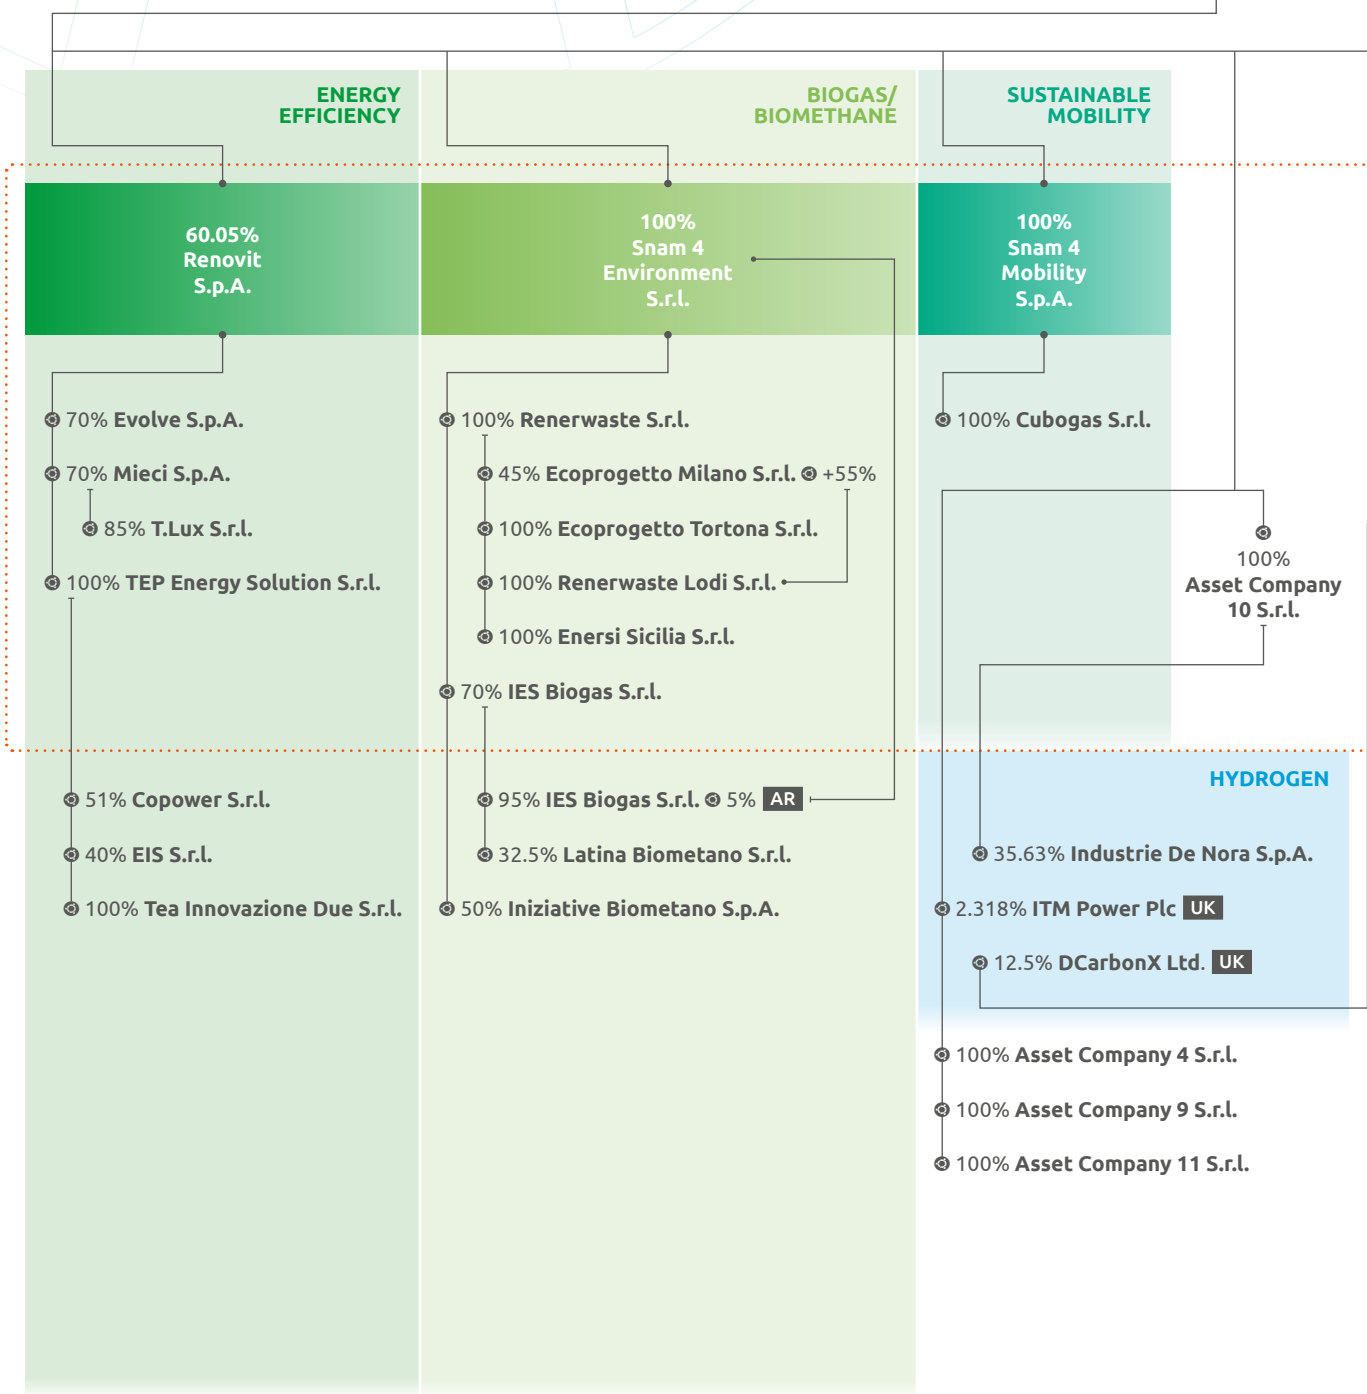 ENERGY
EFFICIENCY
60.05%
Renovit
S.p.A.
70% Evolve S.p.A.
70% Mieci S.p.A.
85% T.Lux S.r.l.
100% TEP Energy Solution S.r.l.
51% Copower S.r.l.
40% EIS S.r.l.
100% Tea Innovazione Due S.r.l.
BIOGAS/
BIOMETHANE
100%
Snam 4
Environment
S.r.l.
100% Renerwaste S.r.l.
45% Ecoprogetto Milano S.r.l. +55%
100% Ecoprogetto Tortona S.r.l.
100% Renerwaste Lodi S.r.l.
100% Enersi Sicilia S.r.l.
70% IES Biogas S.r.l.
95% IES Biogas S.r.l. 5% AR
32.5% Latina Biometano S.r.l.
50% Iniziative Biometano S.p.A.
SUSTAINABLE
MOBILITY
100%
Snam 4
Mobility
S.p.A.
100% Cubogas S.r.l.
100%
Asset Company
10 S.r.l.
HYDROGEN
35.63% Industrie De Nora S.p.A.
2.318% ITM Power Plc UK
12.5% DCarbonX Ltd. UK
100% Asset Company 4 S.r.l.
100% Asset Company 9 S.r.l.
100% Asset Company 11 S.r.l.